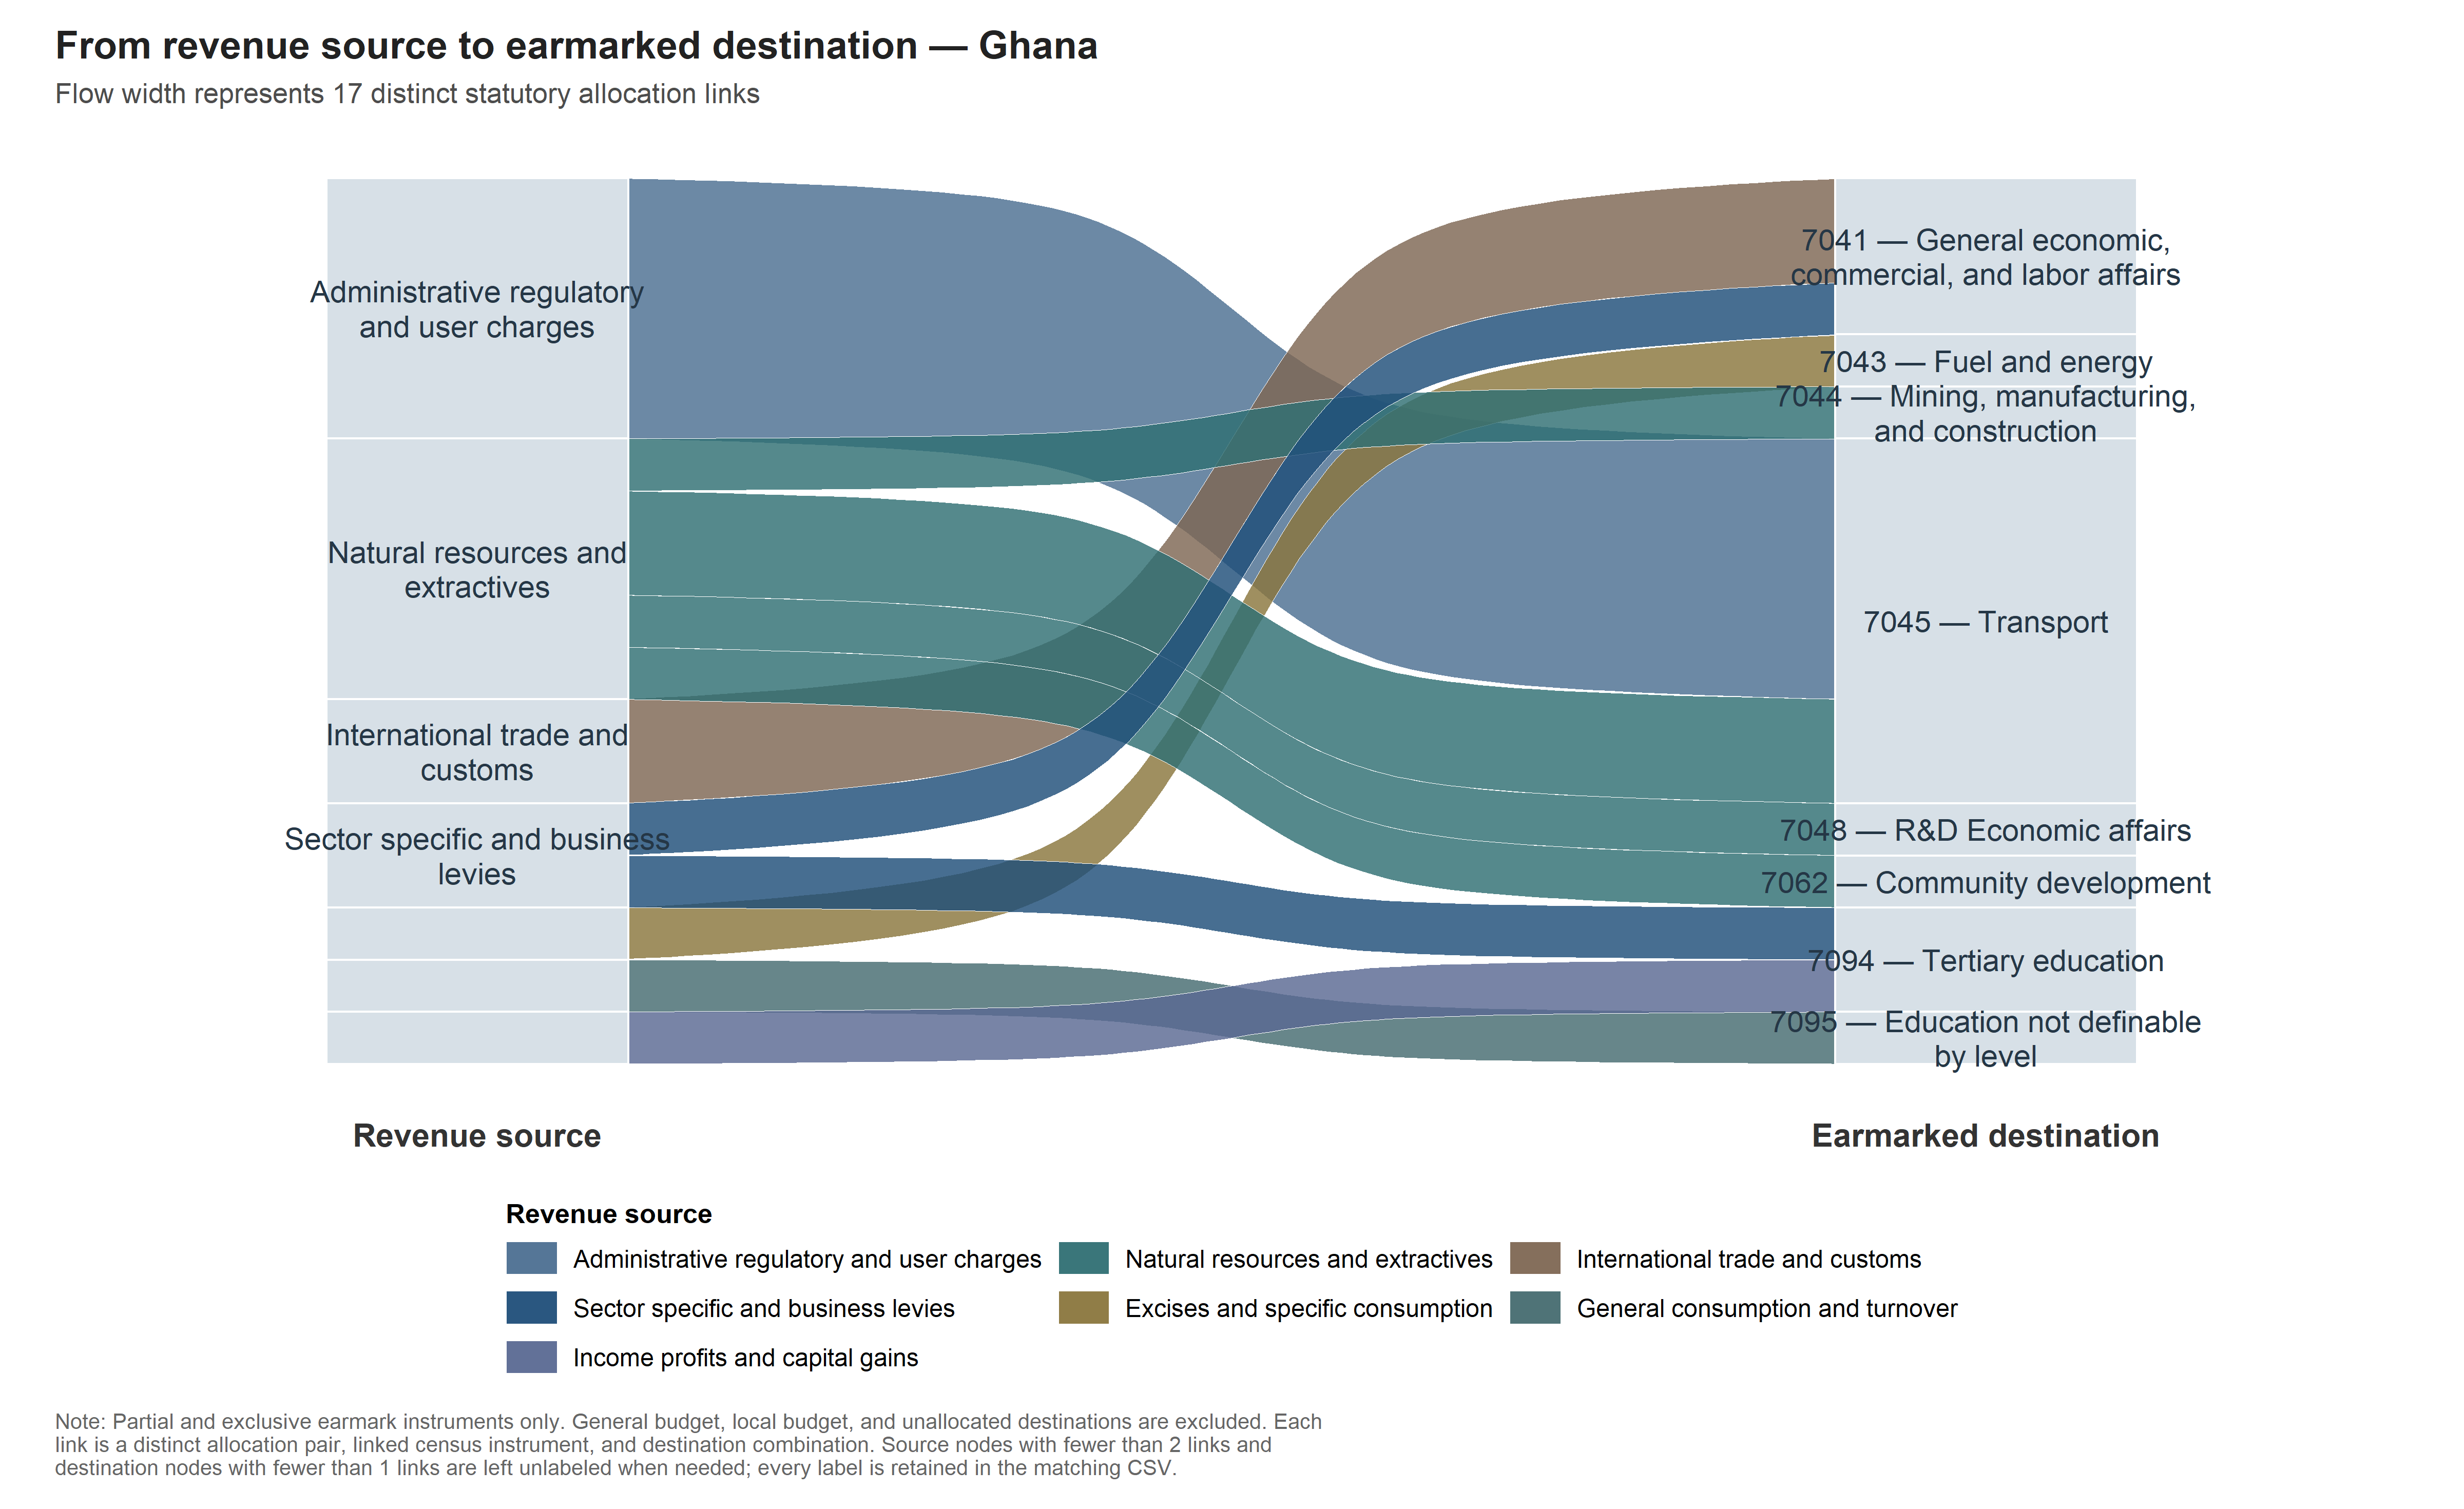 From revenue source to earmarked destination — Ghana
Flow width represents 17 distinct statutory allocation links
Administrative regulatory
and user charges
Natural resources and
extractives
International trade and
customs
Sector specific and business
levies
7041 — General economic,
commercial, and labor affairs
7043 — Fuel and energy
7044 — Mining, manufacturing,
and construction
7045 — Transport
7048 — R&D Economic affairs
7062 — Community development
7094 — Tertiary education
7095 — Education not definable
by level
Revenue source
Earmarked destination
Revenue source
Administrative regulatory and user charges
Natural resources and extractives
International trade and customs
Sector specific and business levies
Excises and specific consumption
General consumption and turnover
Income profits and capital gains
Note: Partial and exclusive earmark instruments only. General budget, local budget, and unallocated destinations are excluded. Each
link is a distinct allocation pair, linked census instrument, and destination combination. Source nodes with fewer than 2 links and
destination nodes with fewer than 1 links are left unlabeled when needed; every label is retained in the matching CSV.